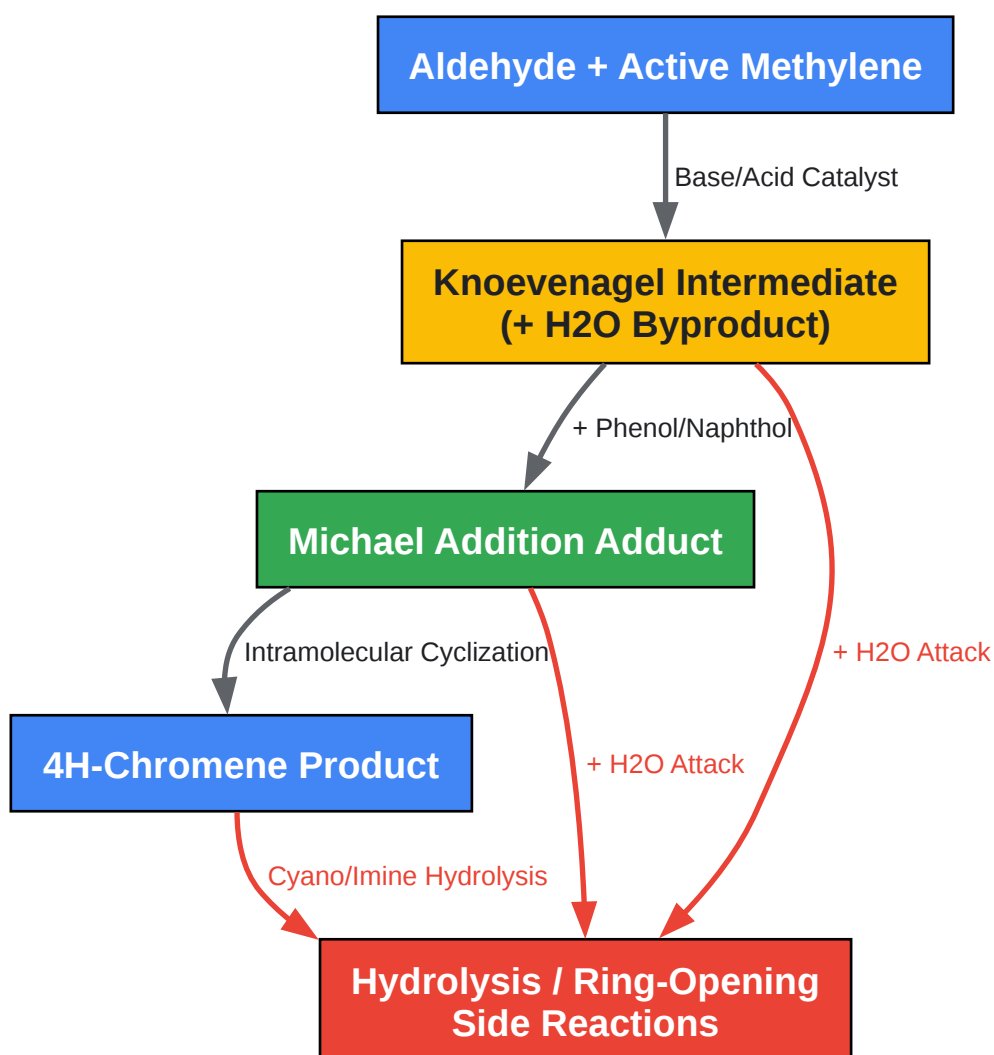 Aldehyde + Active Methylene
Base/Acid Catalyst
Knoevenagel Intermediate
(+ H2O Byproduct)
+ Phenol/Naphthol
Michael Addition Adduct
Intramolecular Cyclization
+ H2O Attack
4H-Chromene Product
+ H2O Attack
Cyano/Imine Hydrolysis
Hydrolysis / Ring-Opening
Side Reactions